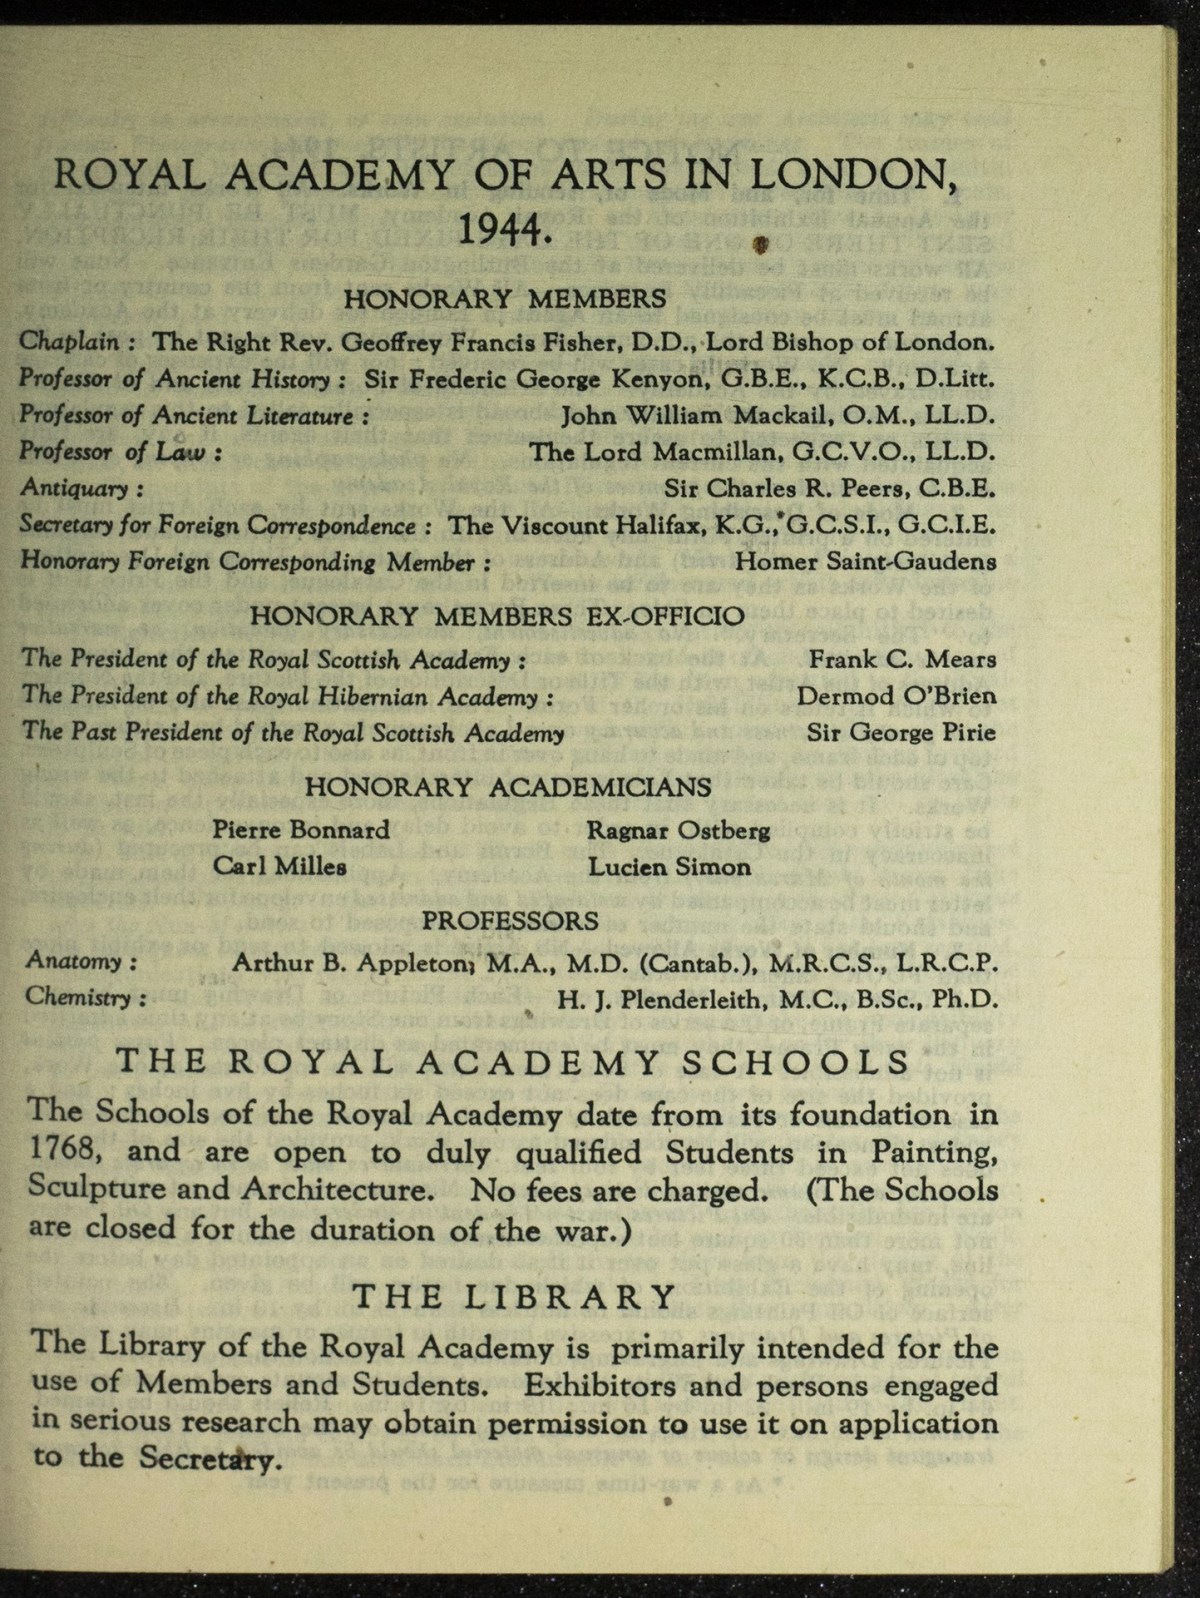 ROYAL ACADEMY OF ARTS IN LONDON,
1944.
HONORARY MEMBERS
Chaplain : The Right Rev. Geoffrey Francis Fisher, D.D., Lord Bishop of London.
Professor of Ancient History : Sir Frederic George Kenyon, G.B.E., K.C.B., D.Litt.
Professor of Ancient Literature : John William Mackail, O.M., LL.D.
Professor of Law : The Lord Macmillan, G.C.V.O., LL.D.
Antiquary : Sir Charles R. Peers, C.B.E.
Secretary for Foreign Correspondence : The Viscount Halifax, K.G., G.C.S.I., G.C.I.E.
Honorary Foreign Corresponding Member : Homer Saint-Gaudens
HONORARY MEMBERS EX-OFFICIO
The President of the Royal Scottish Academy : Frank C. Mears
The President of the Royal Hibernian Academy : Dermod O'Brien
The Past President of the Royal Scottish Academy Sir George Pirie
HONORARY ACADEMICIANS
Pierre Bonnard Ragnar Ostberg
Carl Milles Lucien Simon
PROFESSORS
Anatomy : Arthur B. Appleton, M.A., M.D. (Cantab.), M.R.C.S., L.R.C.P.
Chemistry : H. J. Plenderleith, M.C., B.Sc., Ph.D.
THE ROYAL ACADEMY SCHOOLS
The Schools of the Royal Academy date from its foundation in
1768, and are open to duly qualified Students in Painting,
Sculpture and Architecture. No fees are charged. (The Schools
are closed for the duration of the war.)
THE LIBRARY
The Library of the Royal Academy is primarily intended for the
use of Members and Students. Exhibitors and persons engaged
in serious research may obtain permission to use it on application
to the Secretary.